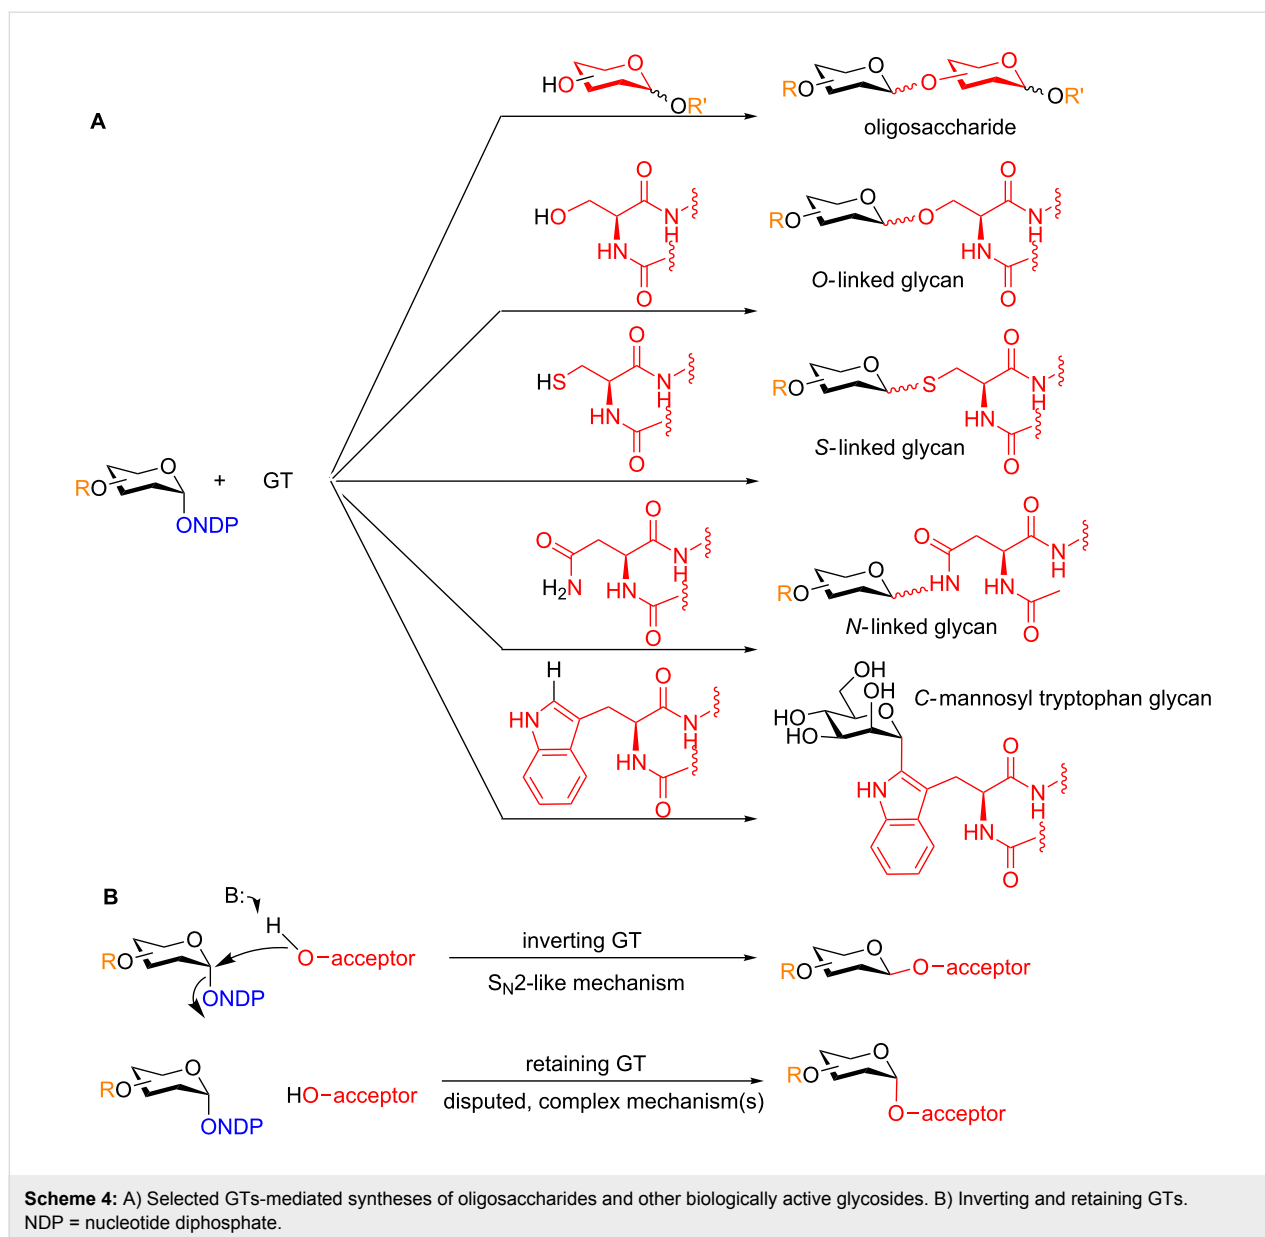 A
HO
O
OR'
RO
O
O
O
OR'
oligosaccharide
HO
O
N
H
HN
O
RO
O
O
O
N
H
HN
O
O-linked glycan
HS
O
N
H
HN
O
RO
O
S
O
N
H
HN
O
S-linked glycan
RO
O
ONDP
+
GT
O
H2N
O
N
H
HN
O
RO
O
O
HN
O
N
H
HN
O
N-linked glycan
H
HN
O
N
H
HN
O
OH
OH
O
HO
HO
C-mannosyl tryptophan glycan
HN
O
N
H
HN
O
B
B:
H
RO
O
ONDP
O–acceptor
inverting GT
SN2-like mechanism
RO
O
O–acceptor
RO
O
ONDP
HO–acceptor
retaining GT
disputed, complex mechanism(s)
RO
O
O–acceptor
Scheme 4: A) Selected GTs-mediated syntheses of oligosaccharides and other biologically active glycosides. B) Inverting and retaining GTs.
NDP = nucleotide diphosphate.